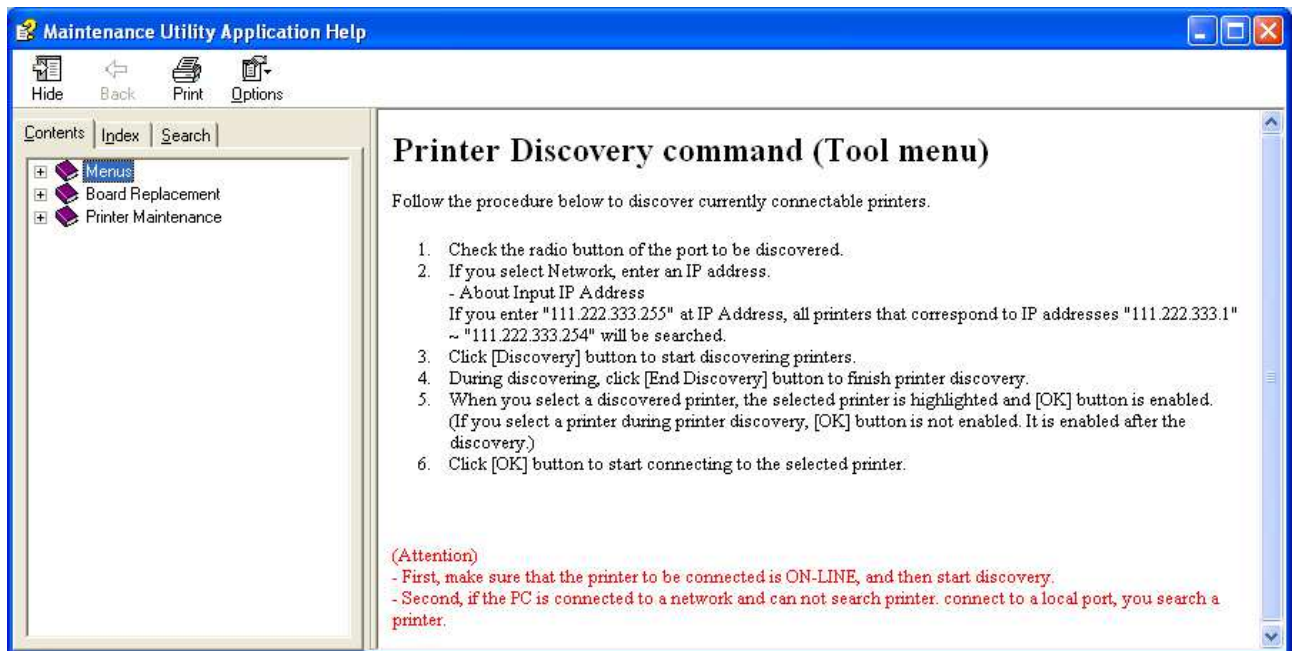 Maintenance Utility Application Help
Hide Back Print Options
Contents Index Search
Menus
Board Replacement
Printer Maintenance
Printer Discovery command (Tool menu)
Follow the procedure below to discover currently connectable printers.
1. Check the radio button of the port to be discovered.
2. If you select Network, enter an IP address.
- About Input IP Address
If you enter "111.222.333.255" at IP Address, all printers that correspond to IP addresses "111.222.333.1"
~ "111.222.333.254" will be searched.
3. Click [Discovery] button to start discovering printers.
4. During discovering, click [End Discovery] button to finish printer discovery.
5. When you select a discovered printer, the selected printer is highlighted and [OK] button is enabled.
(If you select a printer during printer discovery, [OK] button is not enabled. It is enabled after the
discovery.)
6. Click [OK] button to start connecting to the selected printer.
(Attention)
- First, make sure that the printer to be connected is ON-LINE, and then start discovery.
- Second, if the PC is connected to a network and can not search printer. connect to a local port, you search a
printer.